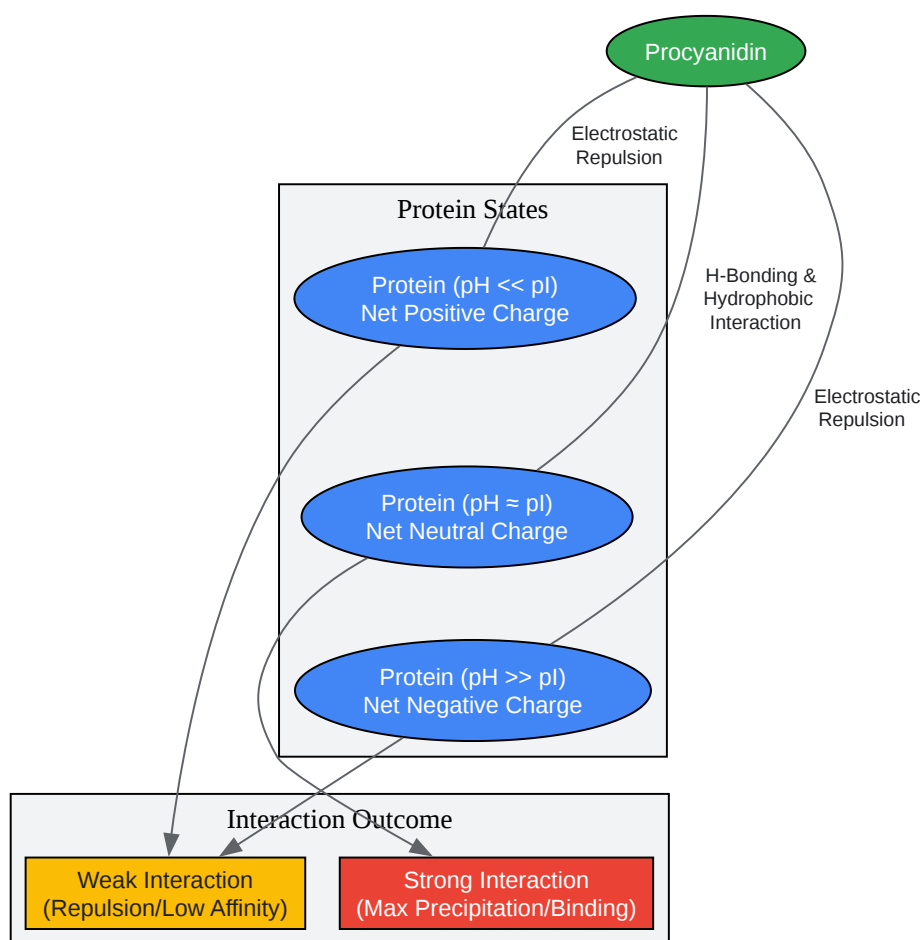 Procyanidin
Electrostatic
Repulsion
Protein States
Protein (pH << pI)
Net Positive Charge
H-Bonding &
Hydrophobic
Interaction
Electrostatic
Repulsion
Protein (pH ≈ pI)
Net Neutral Charge
Protein (pH >> pI)
Net Negative Charge
Interaction Outcome
Weak Interaction
(Repulsion/Low Affinity)
Strong Interaction
(Max Precipitation/Binding)